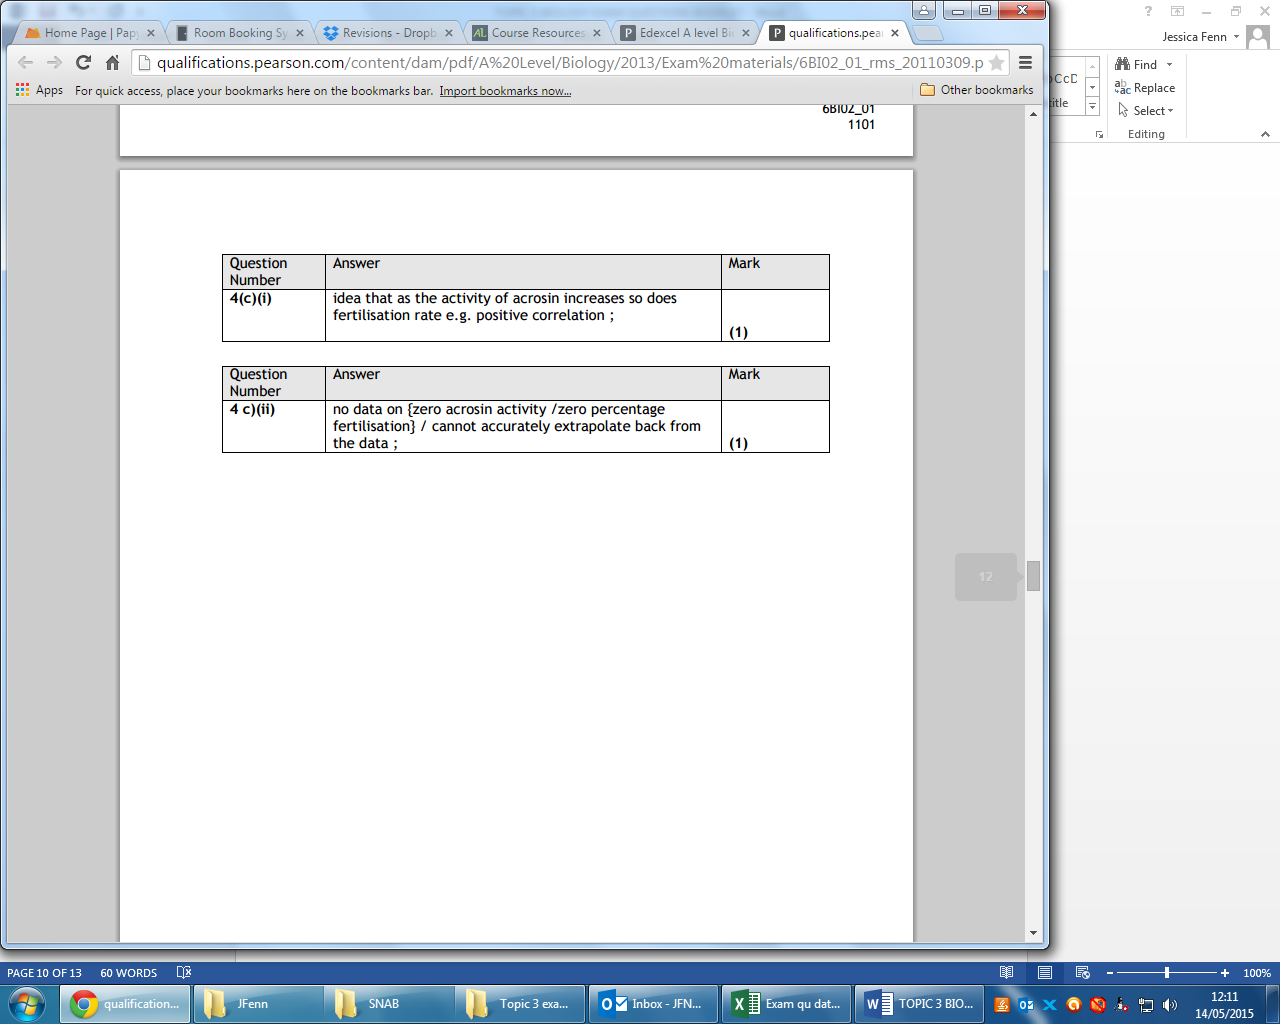 Home Page | Papy
Room Booking Sy
Revisions - Dropb
Course Resources
Edexcel A level Bi
qualifications.pear
qualifications.pearson.com/content/dam/pdf/A%20Level/Biology/2013/Exam%20materials/6BI02_01_rms_20110309.p
Apps
For quick access, place your bookmarks here on the bookmarks bar. Import bookmarks now...
Other bookmarks
Jessica Fenn
Find
Replace
Select
Editing
title
6BI02_01
1101
Question Number Answer Mark
4(c)(i) idea that as the activity of acrosin increases so does
fertilisation rate e.g. positive correlation ;
(1)
Question Number Answer Mark
4 c)(ii) no data on {zero acrosin activity /zero percentage
fertilisation} / cannot accurately extrapolate back from
the data ;
(1)
12
PAGE 10 OF 13 60 WORDS
100%
qualification...
JFenn
SNAB
Topic 3 exa...
Inbox - JFN...
Exam qu dat...
TOPIC 3 BIO...
12:11
14/05/2015